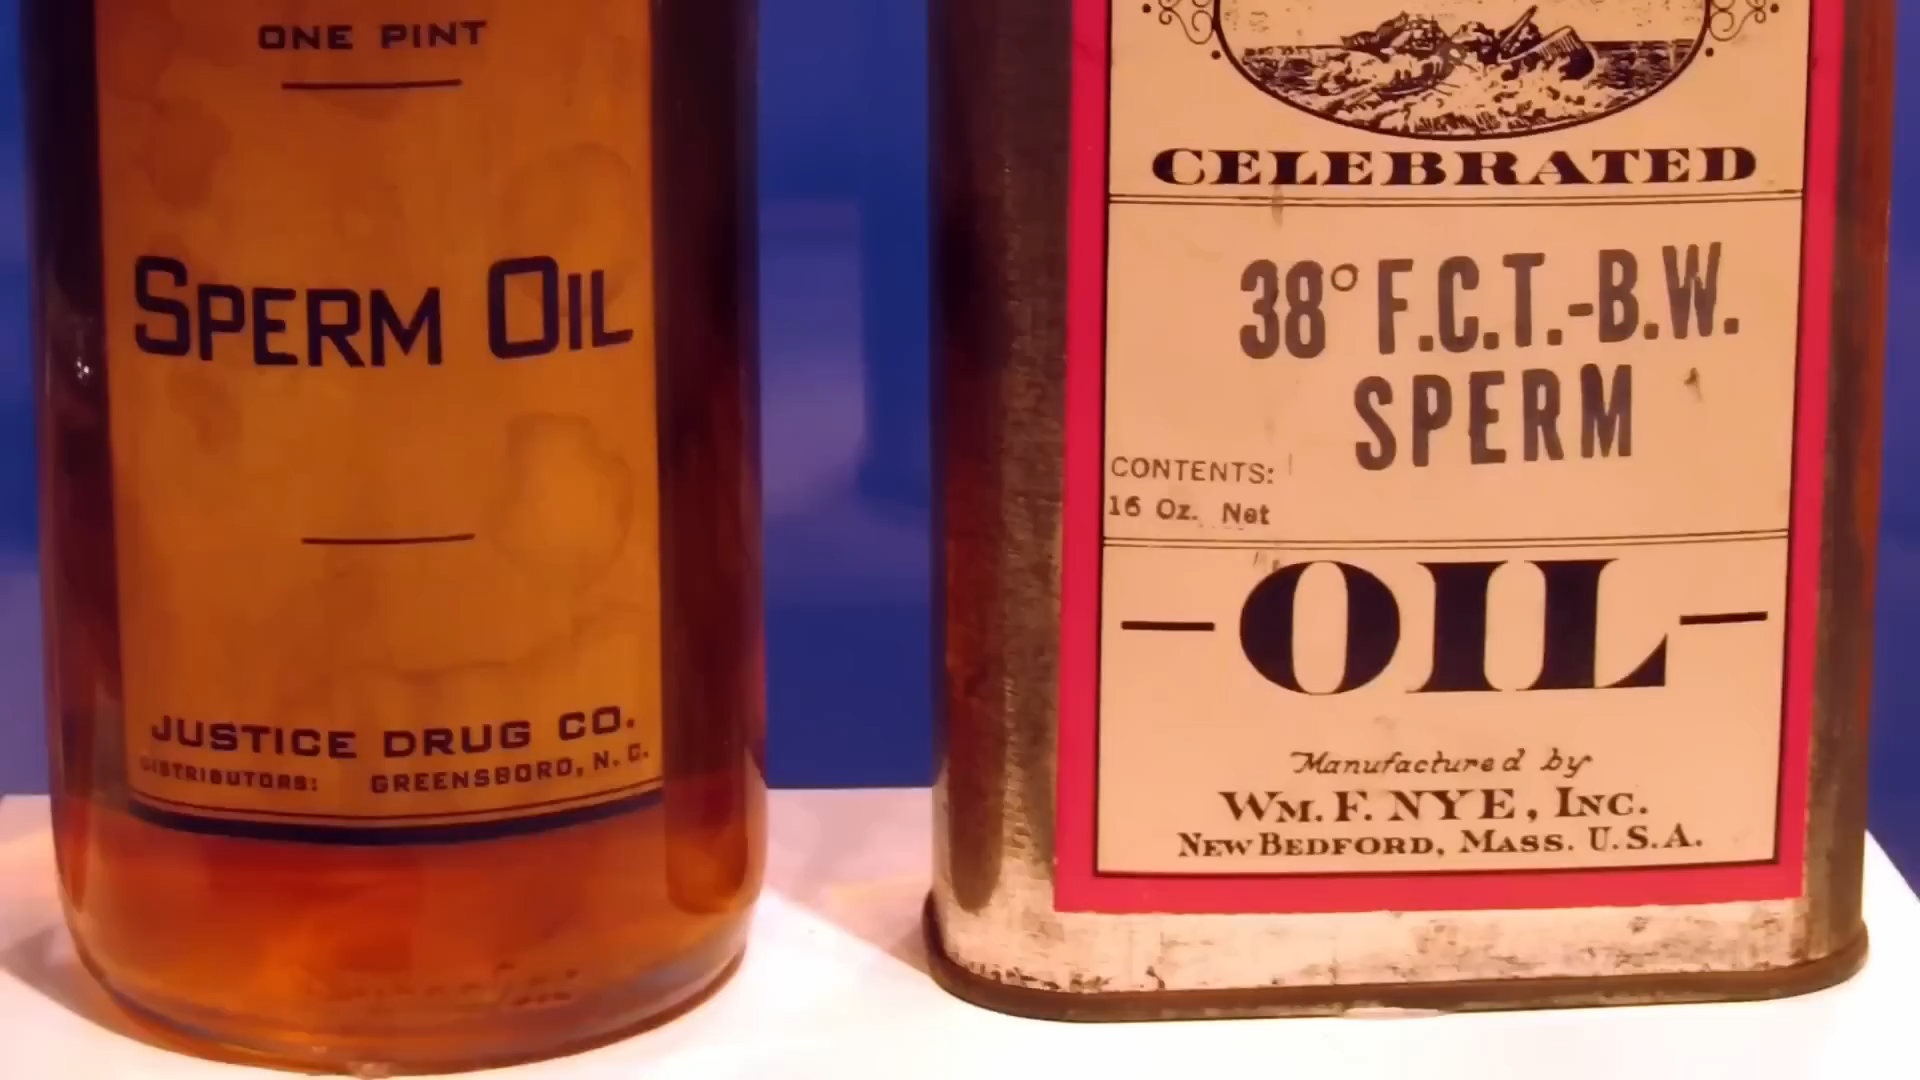 ONE PINT
SPERM OIL
JUSTICE DRUG CO.
DISTRIBUTORS: GREENSBORO, N. C.
CELEBRATED
38° F.C.T.-B.W.
SPERM
CONTENTS:
16 Oz. Net
-OIL-
Manufactured by
WM. F. NYE, INC.
NEW BEDFORD, MASS. U.S.A.